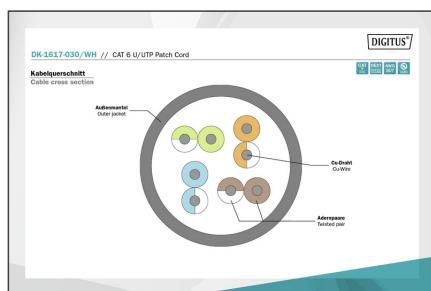 DIGITUS®
DK-1617-030/WH // CAT 6 U/UTP Patch Cord
Kabelquerschnitt
Cable cross section
Außenmantel
Outer jacket
Cu-Draht
Cu-Wire
Adernpaare
Twisted pair